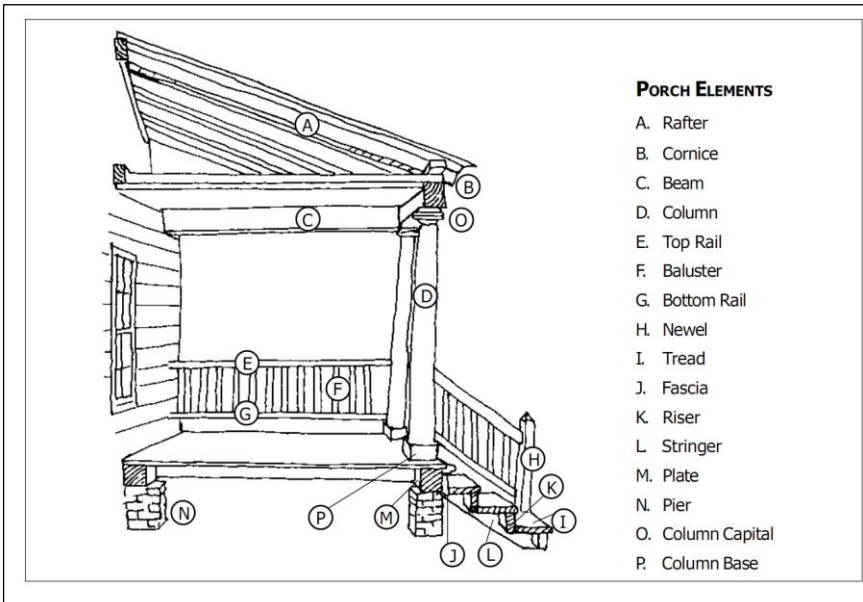 PORCH ELEMENTS
A. Rafter
B. Cornice
C. Beam
D. Column
E. Top Rail
F. Baluster
G. Bottom Rail
H. Newel
I. Tread
J. Fascia
K. Riser
L. Stringer
M. Plate
N. Pier
O. Column Capital
P. Column Base
A
B
C
O
D
E
F
G
H
K
N
P
M
I
J
L